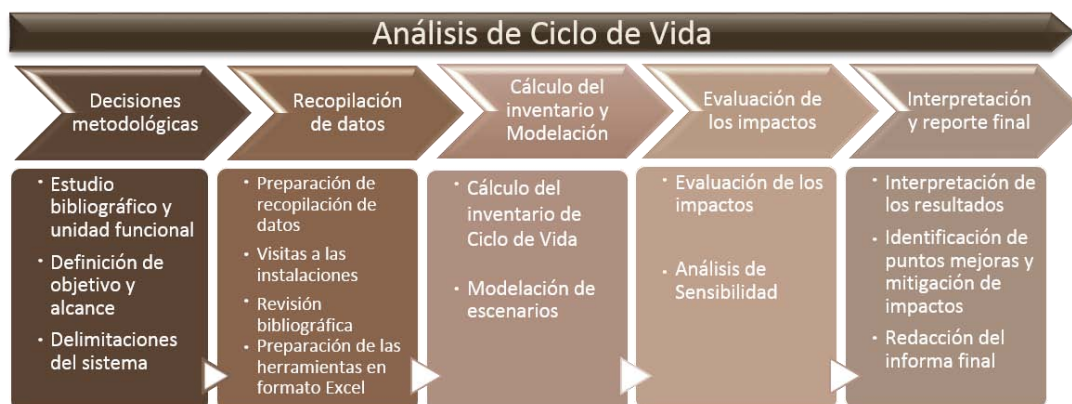 Análisis de Ciclo de Vida
Decisiones
metodológicas
Recopilación
de datos
Cálculo del
inventario y
Modelación
Evaluación de
los impactos
Interpretación
y reporte final
• Estudio
bibliográfico y
unidad funcional
• Definición de
objetivo y
alcance
• Delimitaciones
del sistema
• Preparación de
recopilación de
datos
• Visitas a las
instalaciones
• Revisión
bibliográfica
• Preparación de las
herramientas en
formato Excel
• Cálculo del
inventario de
Ciclo de Vida
• Modelación de
escenarios
• Evaluación de los
impactos
• Análisis de
Sensibilidad
• Interpretación de
los resultados
• Identificación de
puntos mejoras y
mitigación de
impactos
• Redacción del
informa final